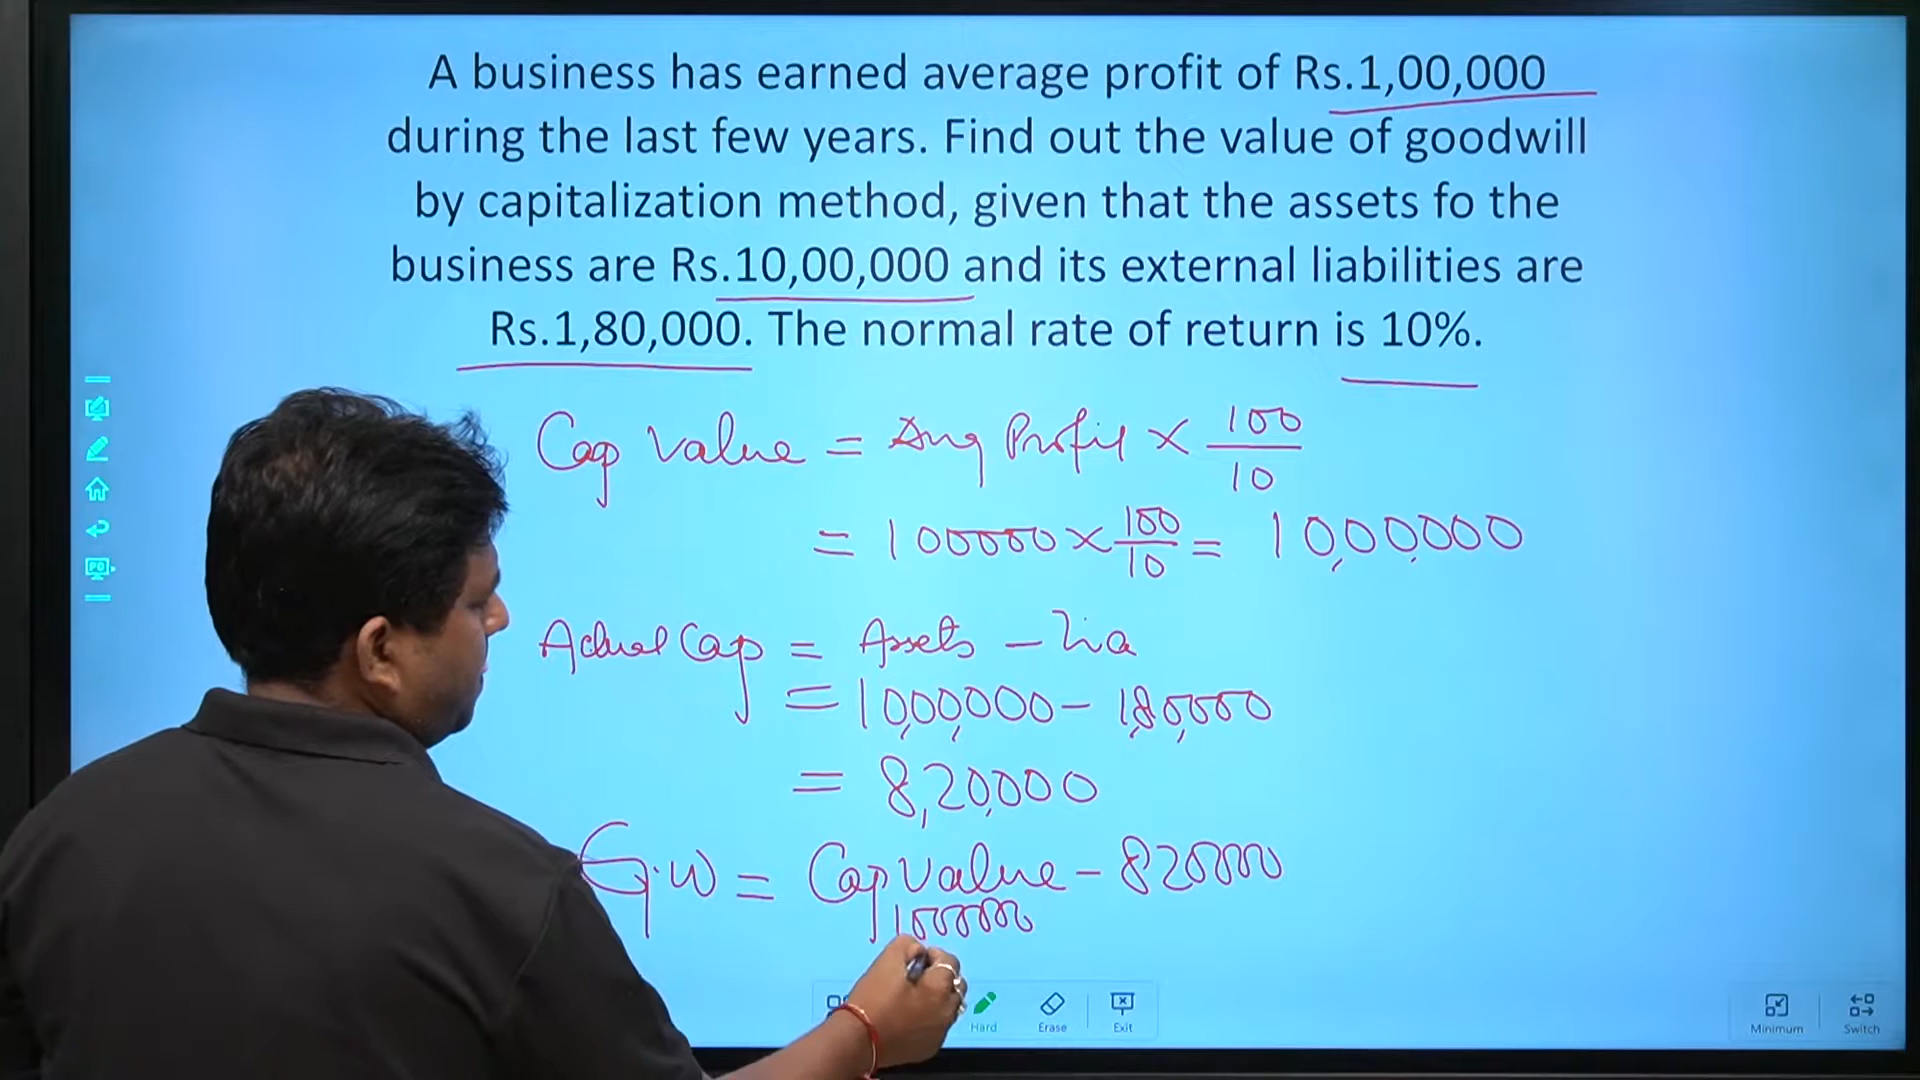 A business has earned average profit of Rs.1,00,000
during the last few years. Find out the value of goodwill
by capitalization method, given that the assets fo the
business are Rs.10,00,000 and its external liabilities are
Rs.1,80,000. The normal rate of return is 10%.
Cap Value = Avg Profit × 100/10
= 100000 × 100/10 = 10,00,000
Actual Cap = Assets - Lia
= 10,00,000 - 1,80,000
= 8,20,000
G.W = Cap Value - 820000
1000000
Hard
Erase
Exit
Minimum
Switch